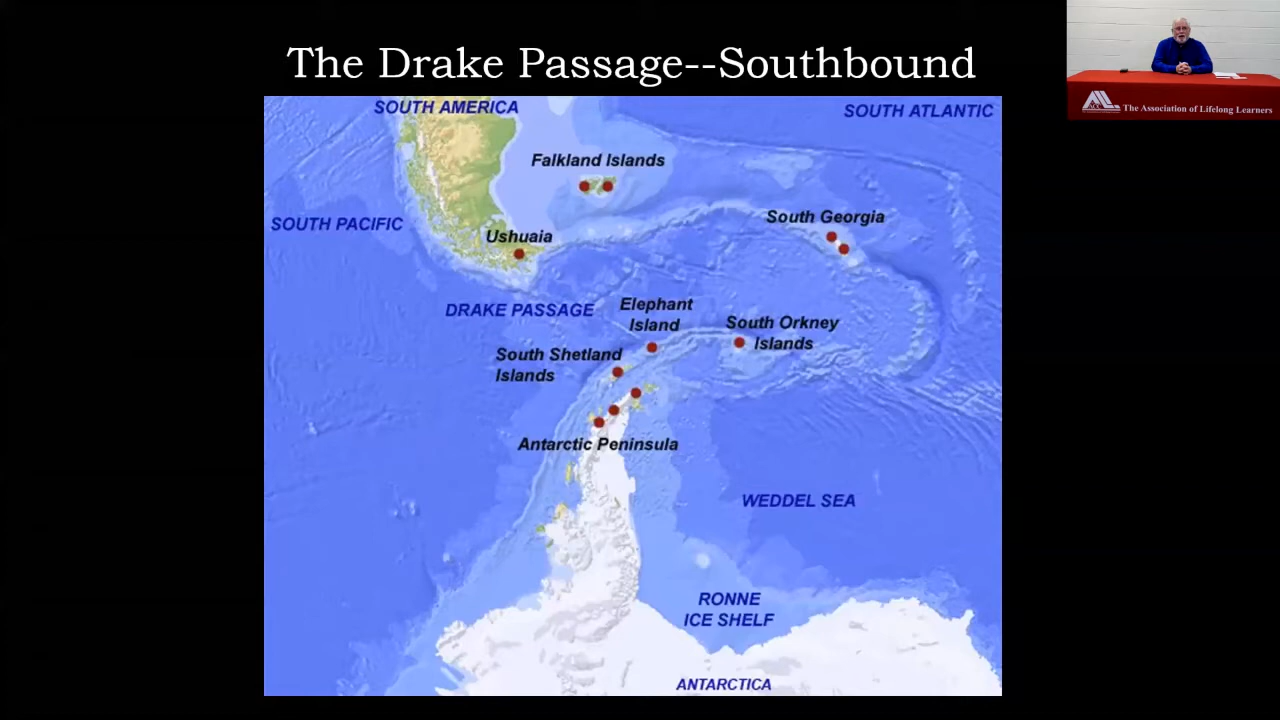 The Drake Passage--Southbound
SOUTH AMERICA
SOUTH ATLANTIC
Falkland Islands
SOUTH PACIFIC
South Georgia
Ushuaia
DRAKE PASSAGE
Elephant
Island
South Orkney
Islands
South Shetland
Islands
Antarctic Peninsula
WEDDEL SEA
RONNE
ICE SHELF
ANTARCTICA
The Association of Lifelong Learners